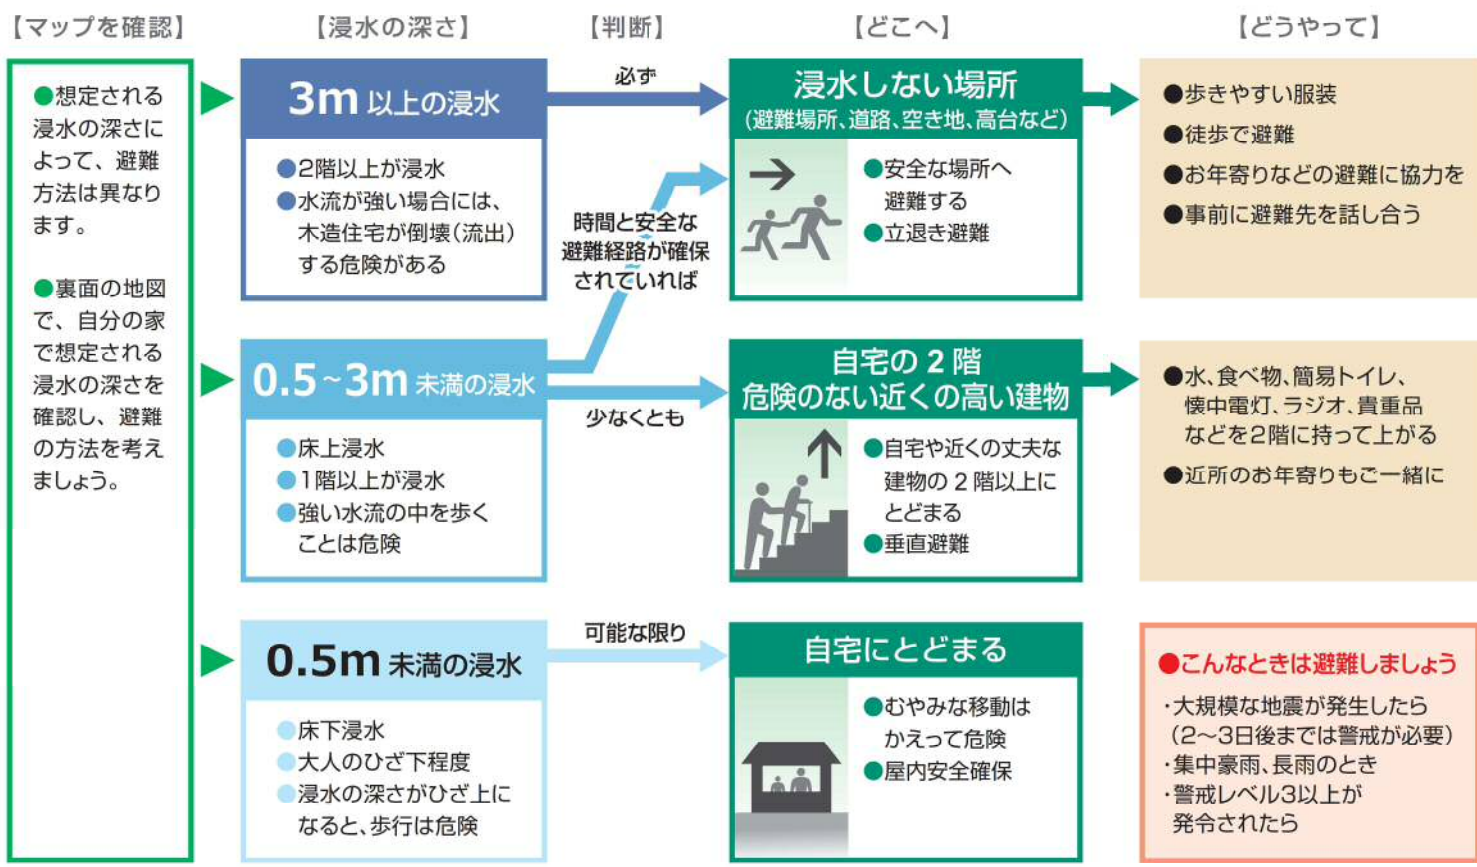 【マップを確認】
【浸水の深さ】
【判断】
【どこへ】
【どうやって】
●想定される
浸水の深さに
よって、避難
方法は異なり
ます。
●裏面の地図
で、自分の家
で想定される
浸水の深さを
確認し、避難
の方法を考え
ましょう。
3m 以上の浸水
●2階以上が浸水
●水流が強い場合には、
木造住宅が倒壊(流出)
する危険がある
必ず
浸水しない場所
(避難場所、道路、空き地、高台など)
●安全な場所へ
避難する
●立退き避難
●歩きやすい服装
●徒歩で避難
●お年寄りなどの避難に協力を
●事前に避難先を話し合う
時間と安全な
避難経路が確保
されていれば
0.5~3m 未満の浸水
●床上浸水
●1階以上が浸水
●強い水流の中を歩く
ことは危険
少なくとも
自宅の 2 階
危険のない近くの高い建物
●自宅や近くの丈夫な
建物の 2 階以上に
とどまる
●垂直避難
●水、食べ物、簡易トイレ、
懐中電灯、ラジオ、貴重品
などを2階に持って上がる
●近所のお年寄りもご一緒に
0.5m 未満の浸水
●床下浸水
●大人のひざ下程度
●浸水の深さがひざ上に
なると、歩行は危険
可能な限り
自宅にとどまる
●むやみな移動は
かえって危険
●屋内安全確保
●こんなときは避難しましょう
・大規模な地震が発生したら
(2〜3日後までは警戒が必要)
・集中豪雨、長雨のとき
・警戒レベル3以上が
発令されたら